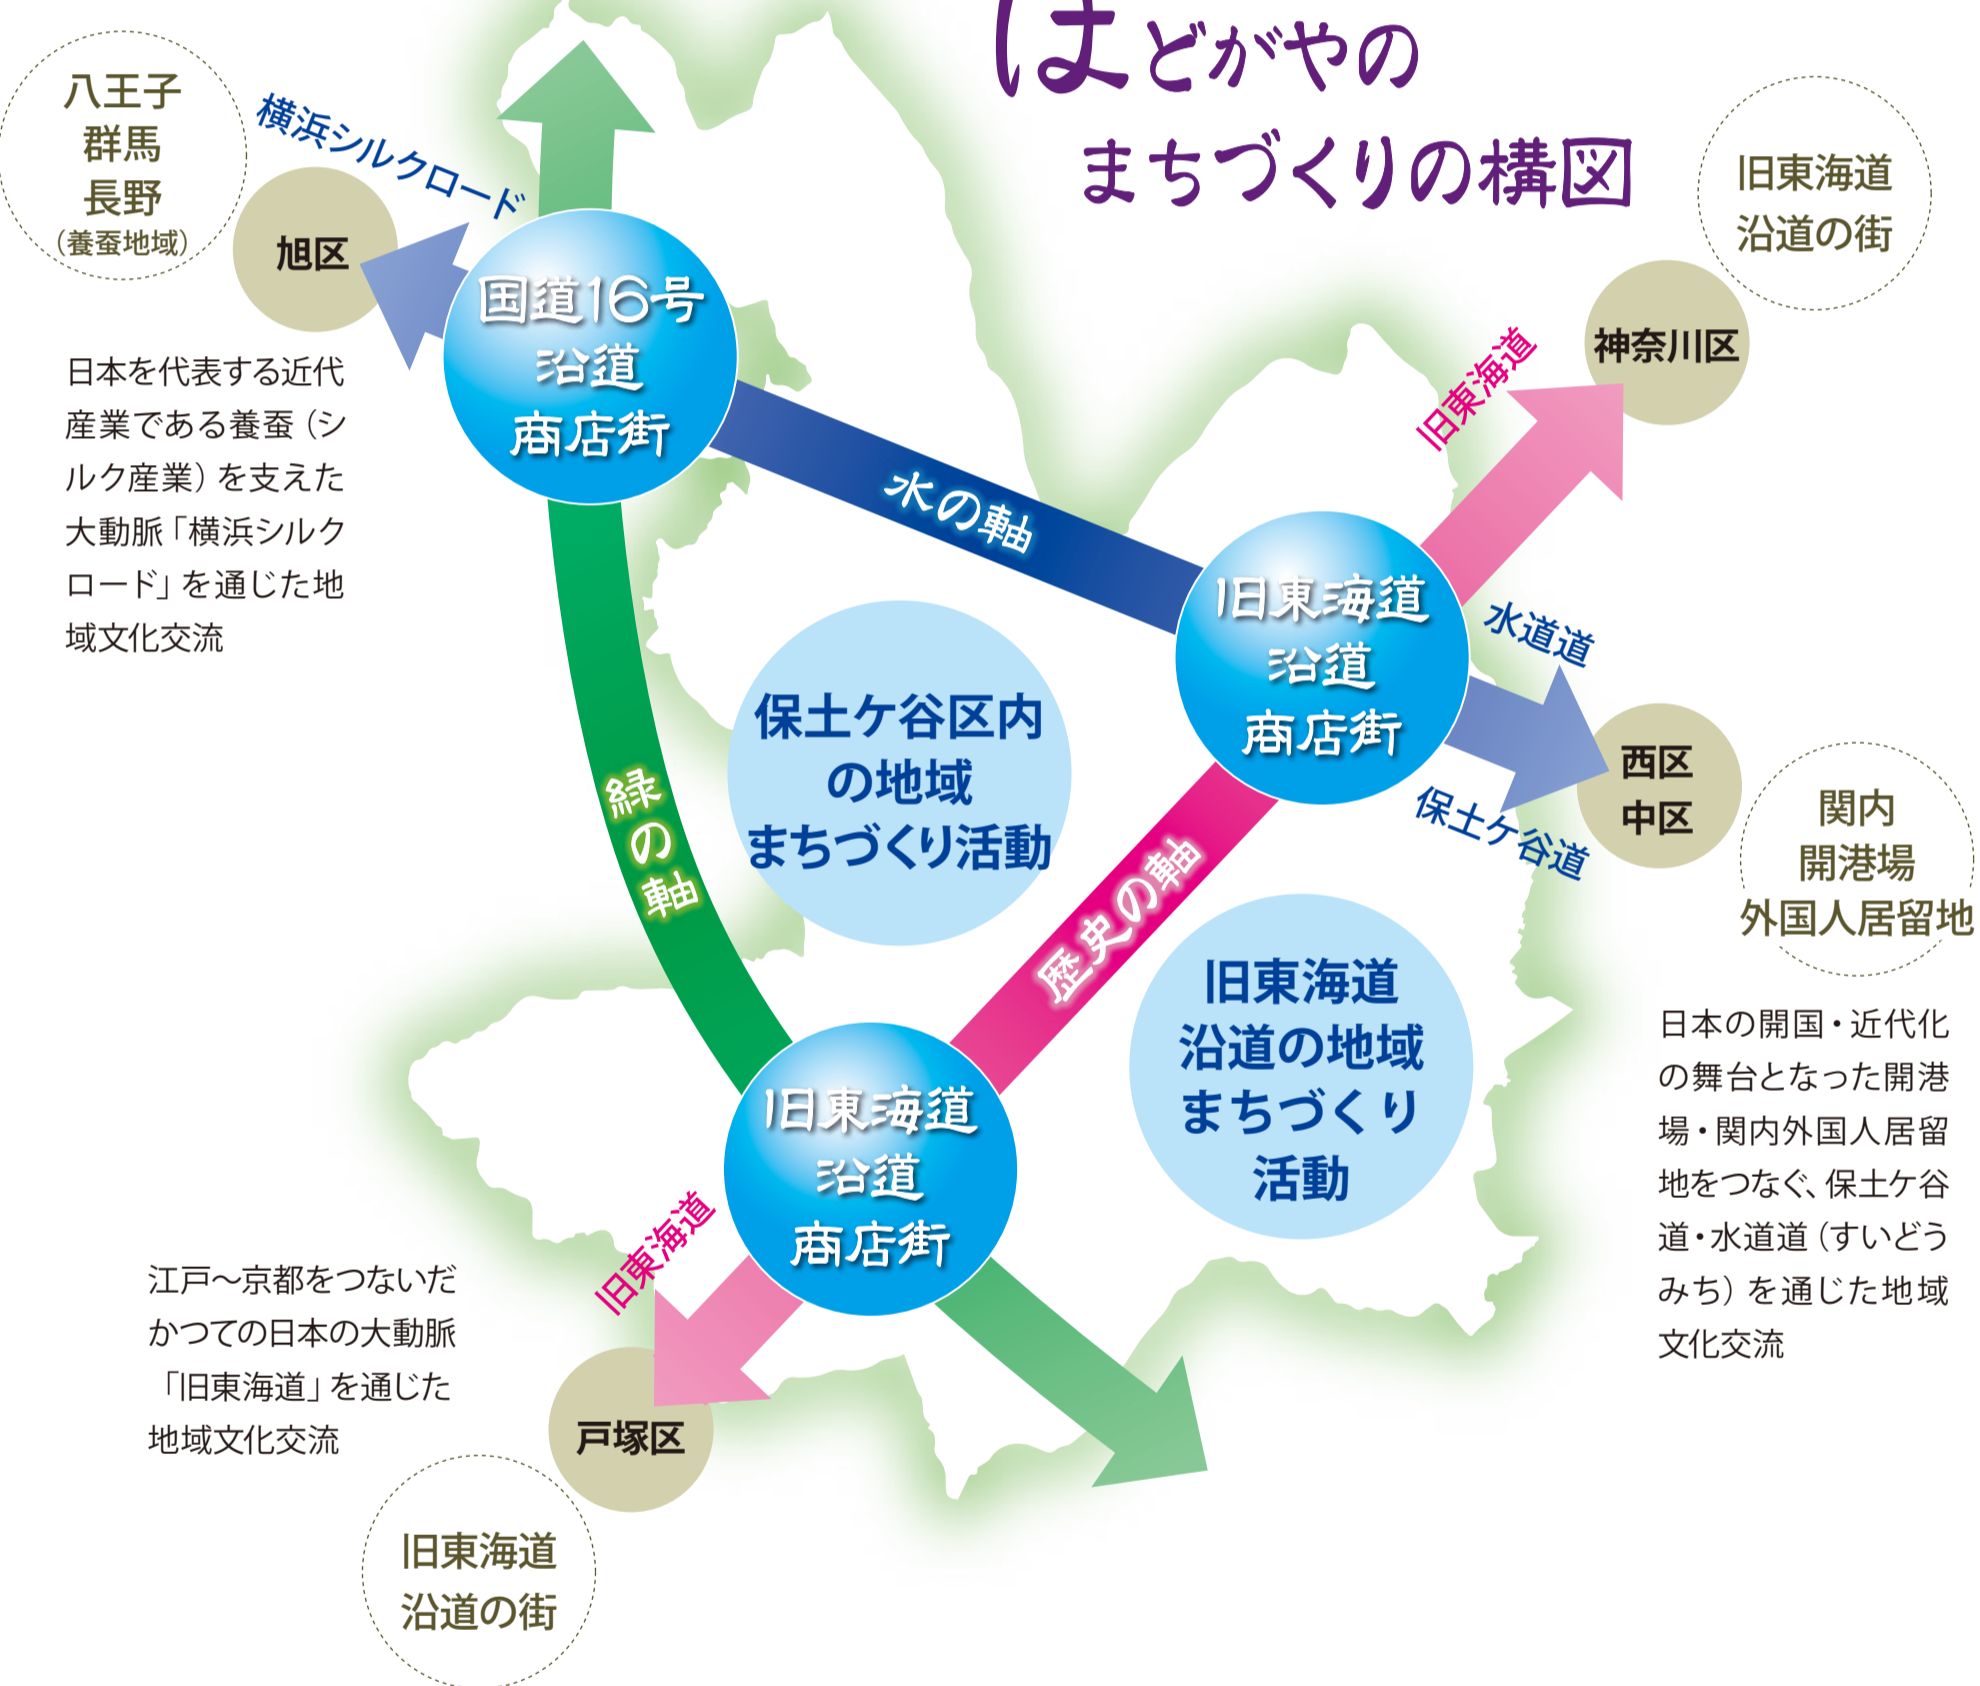 ほどがやの
まちづくりの構図
八王子
群馬
長野
（養蚕地域）
横浜シルクロード
旭区
日本を代表する近代
産業である養蚕（シ
ルク産業）を支えた
大動脈「横浜シルク
ロード」を通じた地
域文化交流
国道16号
沿道
商店街
旧東海道
沿道の街
神奈川区
旧東海道
水の軸
旧東海道
沿道
商店街
水道道
保土ケ谷道
西区
中区
関内
開港場
外国人居留地
日本の開国・近代化
の舞台となった開港
場・関内外国人居留
地をつなぐ、保土ケ谷
道・水道道（すいどう
みち）を通じた地域
文化交流
保土ケ谷区内
の地域
まちづくり活動
緑の軸
歴史の軸
旧東海道
沿道の地域
まちづくり
活動
旧東海道
沿道
商店街
旧東海道
江戸～京都をつないだ
かつての日本の大動脈
「旧東海道」を通じた
地域文化交流
戸塚区
旧東海道
沿道の街